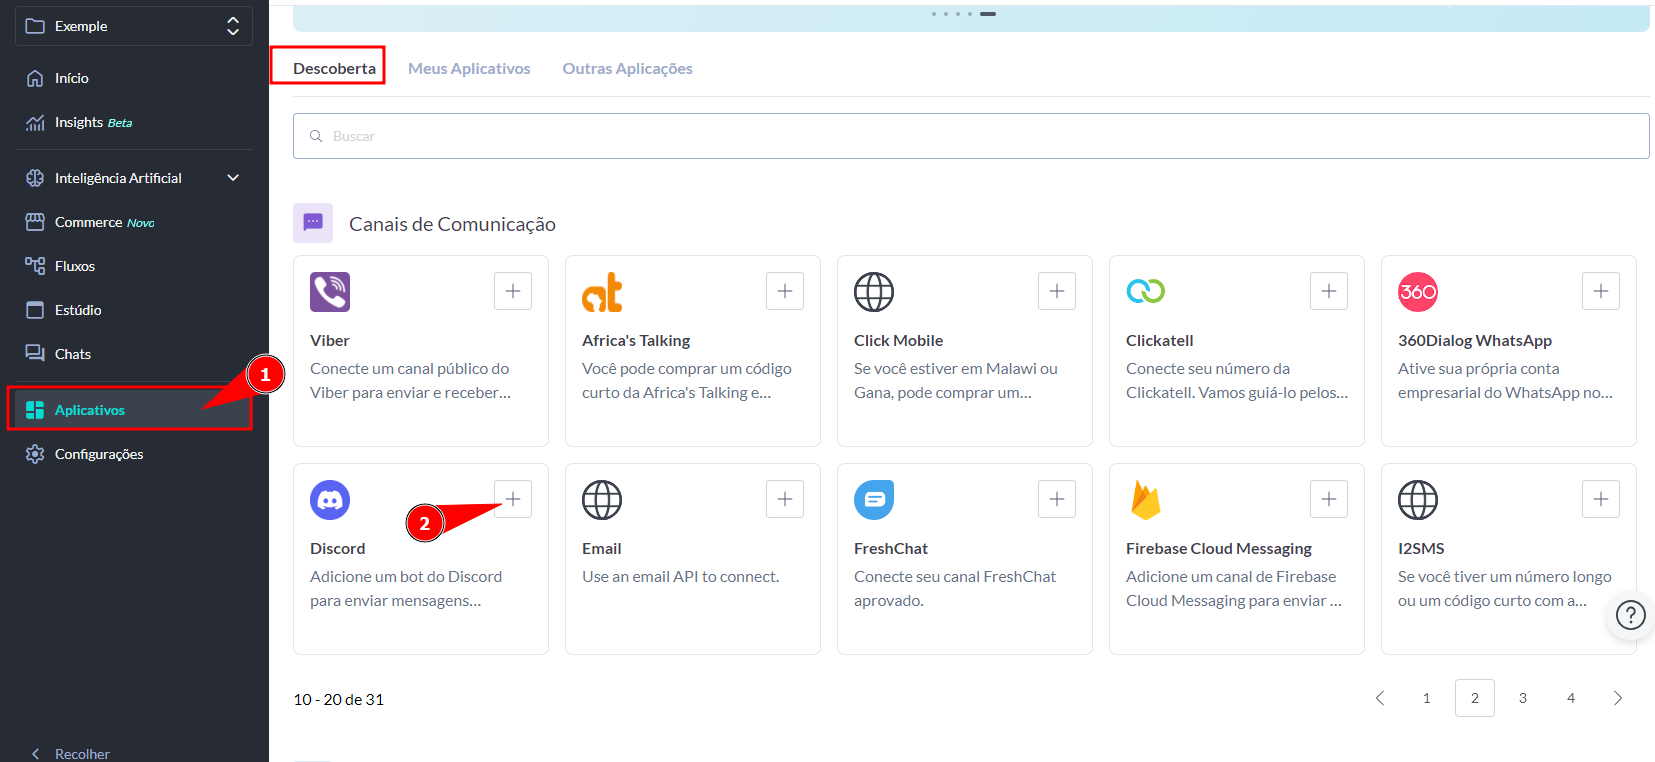 Exemple
Início
Insights Beta
Inteligência Artificial
Commerce Novo
Fluxos
Estúdio
Chats
1
Aplicativos
Configurações
Recolher
Descoberta
Meus Aplicativos
Outras Aplicações
Buscar
Canais de Comunicação
Viber
Conecte um canal público do
Viber para enviar e receber...
Africa's Talking
Você pode comprar um código
curto da Africa's Talking e...
Click Mobile
Se você estiver em Malawi ou
Gana, pode comprar um...
Clickatell
Conecte seu número da
Clickatell. Vamos guiá-lo pelos...
360
360Dialog WhatsApp
Ative sua própria conta
empresarial do WhatsApp no...
2
Discord
Adicione um bot do Discord
para enviar mensagens...
Email
Use an email API to connect.
FreshChat
Conecte seu canal FreshChat
aprovado.
Firebase Cloud Messaging
Adicione um canal de Firebase
Cloud Messaging para enviar ...
I2SMS
Se você tiver um número longo
ou um código curto com a...
10 - 20 de 31
1 2 3 4